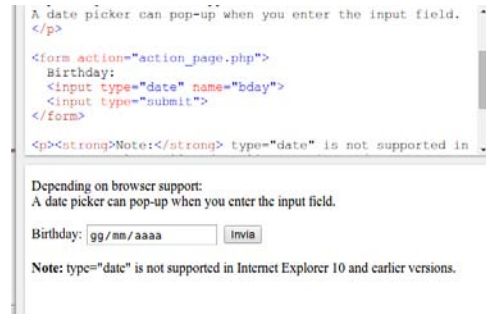 A date picker can pop-up when you enter the input field.
</p>
<form action="action_page.php">
Birthday:
<input type="date" name="bday">
<input type="submit">
</form>
<p><strong>Note:</strong> type="date" is not supported in
Depending on browser support:
A date picker can pop-up when you enter the input field.
Birthday: gg/mm/aaaa Invia
Note: type="date" is not supported in Internet Explorer 10 and earlier versions.